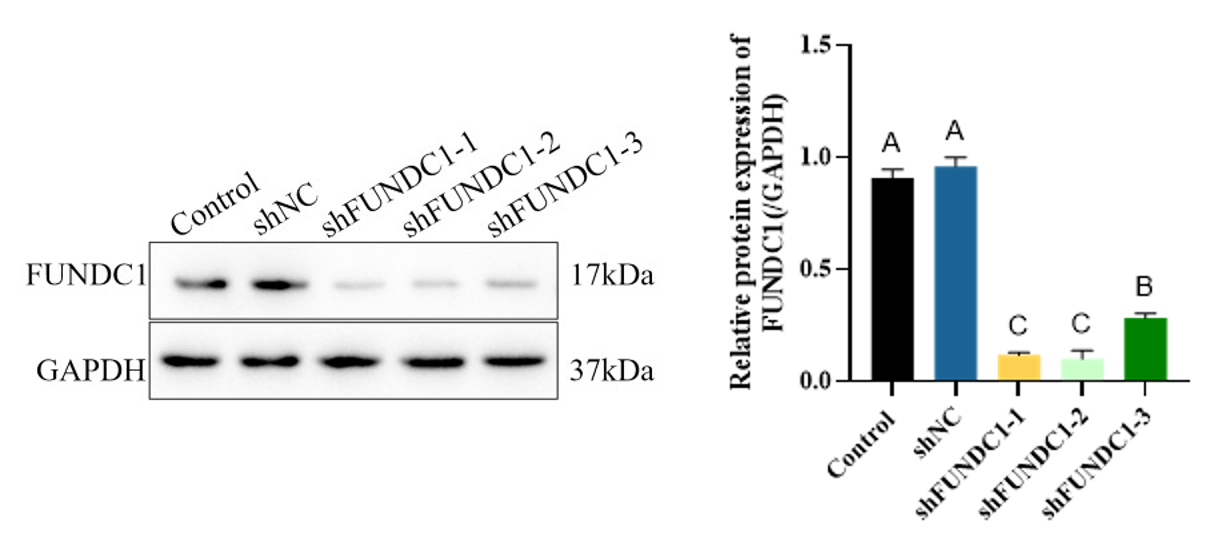 Control
shNC
shFUNDC1-1
shFUNDC1-2
shFUNDC1-3
FUNDC1
17kDa
GAPDH
37kDa
Relative protein expression of
FUNDC1(/GAPDH)
1.5
1.0
0.5
0.0
A
A
C
C
B
Control
shNC
shFUNDC1-1
shFUNDC1-2
shFUNDC1-3